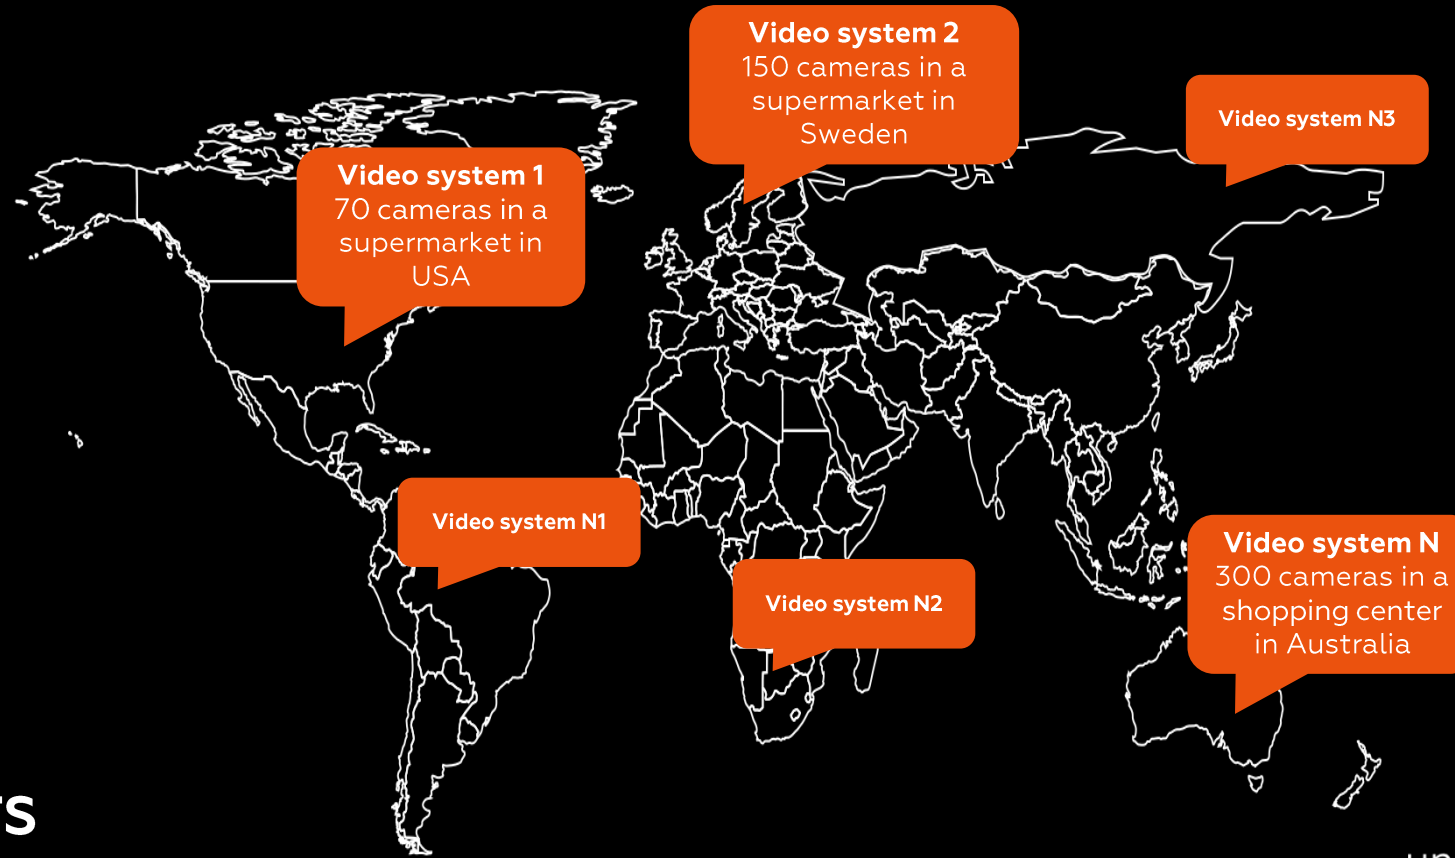 Video system 2
150 cameras in a
supermarket in
Sweden
Video system N3
Video system 1
70 cameras in a
supermarket in
USA
Video system N1
Video system N
300 cameras in a
shopping center
in Australia
Video system N2